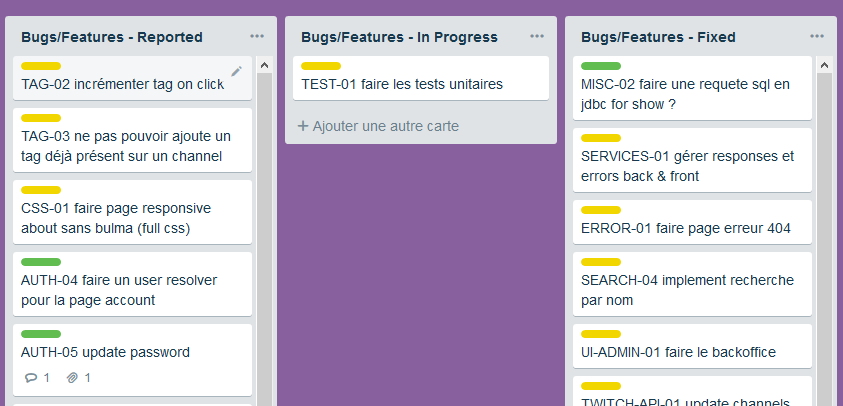 Bugs/Features - Reported
TAG-02 incrémenter tag on click
TAG-03 ne pas pouvoir ajoute un
tag déjà présent sur un channel
CSS-01 faire page responsive
about sans bulma (full css)
AUTH-04 faire un user resolver
pour la page account
AUTH-05 update password
1 1
Bugs/Features - In Progress
TEST-01 faire les tests unitaires
+ Ajouter une autre carte
Bugs/Features - Fixed
MISC-02 faire une requete sql en
jdbc for show ?
SERVICES-01 gérer responses et
errors back & front
ERROR-01 faire page erreur 404
SEARCH-04 implement recherche
par nom
UI-ADMIN-01 faire le backoffice
TWITCH-API-01 update channels